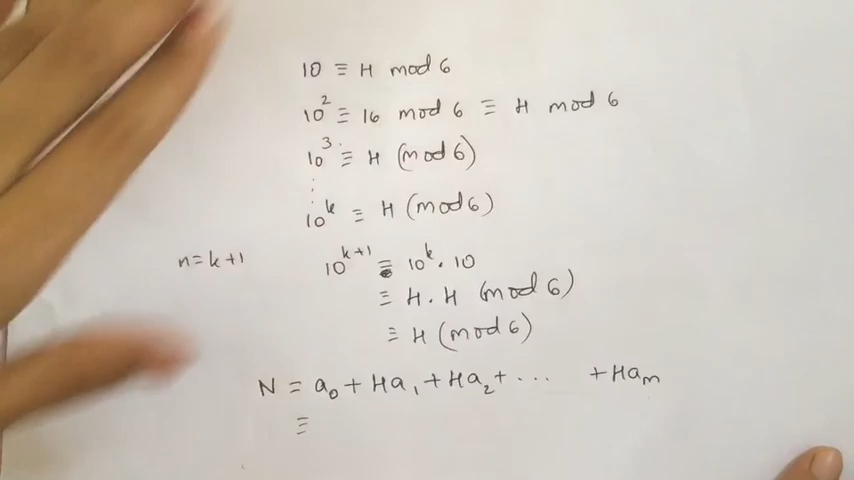 10 ≡ 4 mod 6
10² ≡ 16 mod 6 ≡ 4 mod 6
10³ ≡ 4 (mod 6)
⋮
10ᵏ ≡ 4 (mod 6)
n=k+1 10ᵏ⁺¹ ≡ 10ᵏ. 10
≡ 4.4 (mod 6)
≡ 4 (mod 6)
N ≡ a₀ + 4a₁ + 4a₂ + ... + 4aₘ
≡